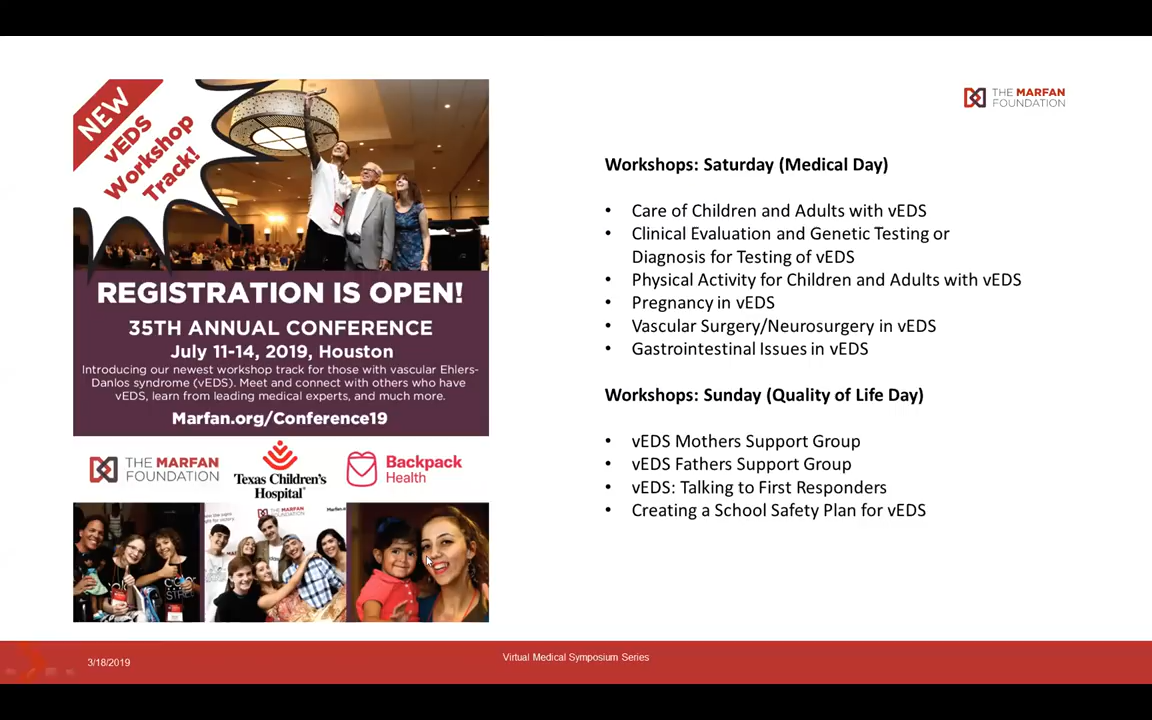 NEW
vEDS
Workshop
Track!
REGISTRATION IS OPEN!
35TH ANNUAL CONFERENCE
July 11-14, 2019, Houston
Introducing our newest workshop track for those with vascular Ehlers-
Danlos syndrome (vEDS). Meet and connect with others who have
vEDS, learn from leading medical experts, and much more.
Marfan.org/Conference19
THE MARFAN
FOUNDATION
Texas Children's
Hospital
Backpack
Health
THE MARFAN
FOUNDATION
THE MARFAN
FOUNDATION
Workshops: Saturday (Medical Day)
• Care of Children and Adults with vEDS
• Clinical Evaluation and Genetic Testing or
Diagnosis for Testing of vEDS
• Physical Activity for Children and Adults with vEDS
• Pregnancy in vEDS
• Vascular Surgery/Neurosurgery in vEDS
• Gastrointestinal Issues in vEDS
Workshops: Sunday (Quality of Life Day)
• vEDS Mothers Support Group
• vEDS Fathers Support Group
• vEDS: Talking to First Responders
• Creating a School Safety Plan for vEDS
3/18/2019
Virtual Medical Symposium Series